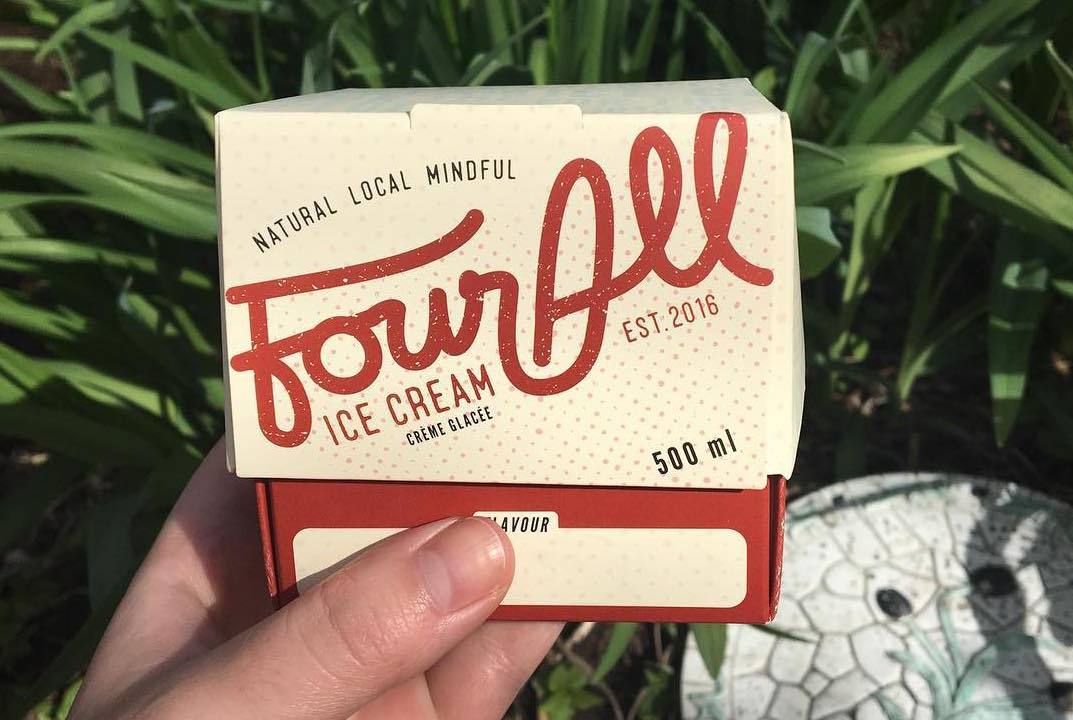 NATURAL LOCAL MINDFUL
FourAll
EST. 2016
ICE CREAM
CRÈME GLACÉE
500 ml